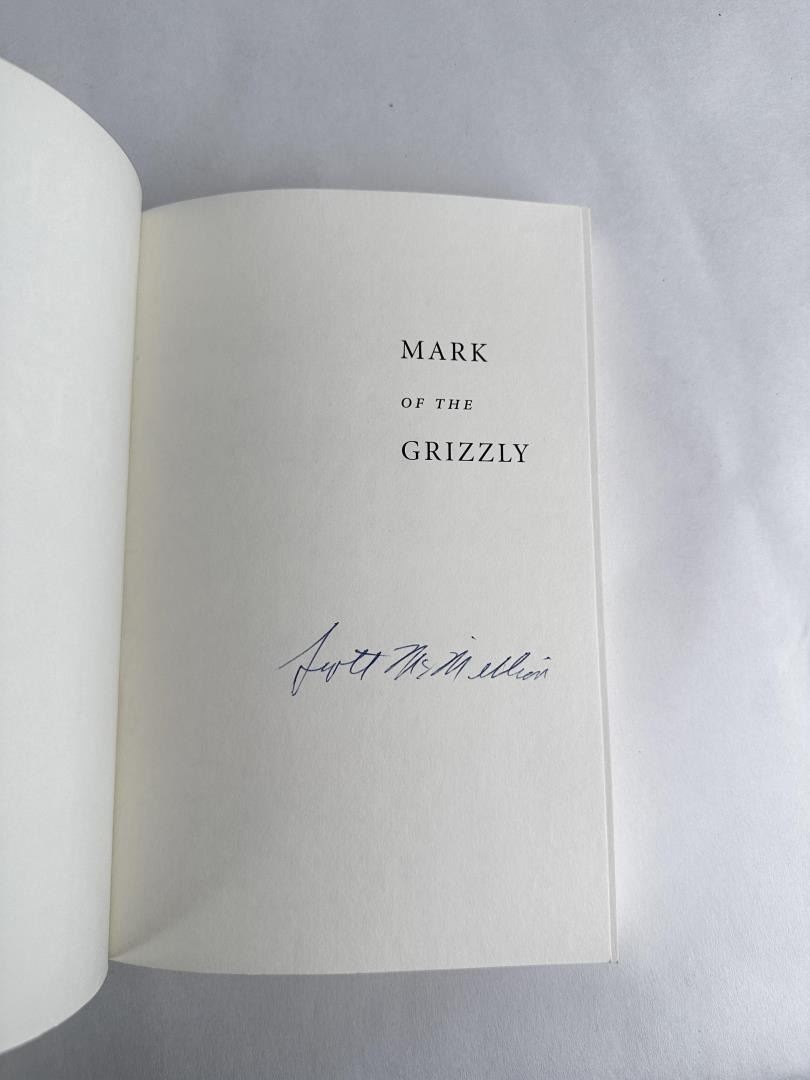 MARK
OF THE
GRIZZLY
Scott McMillion